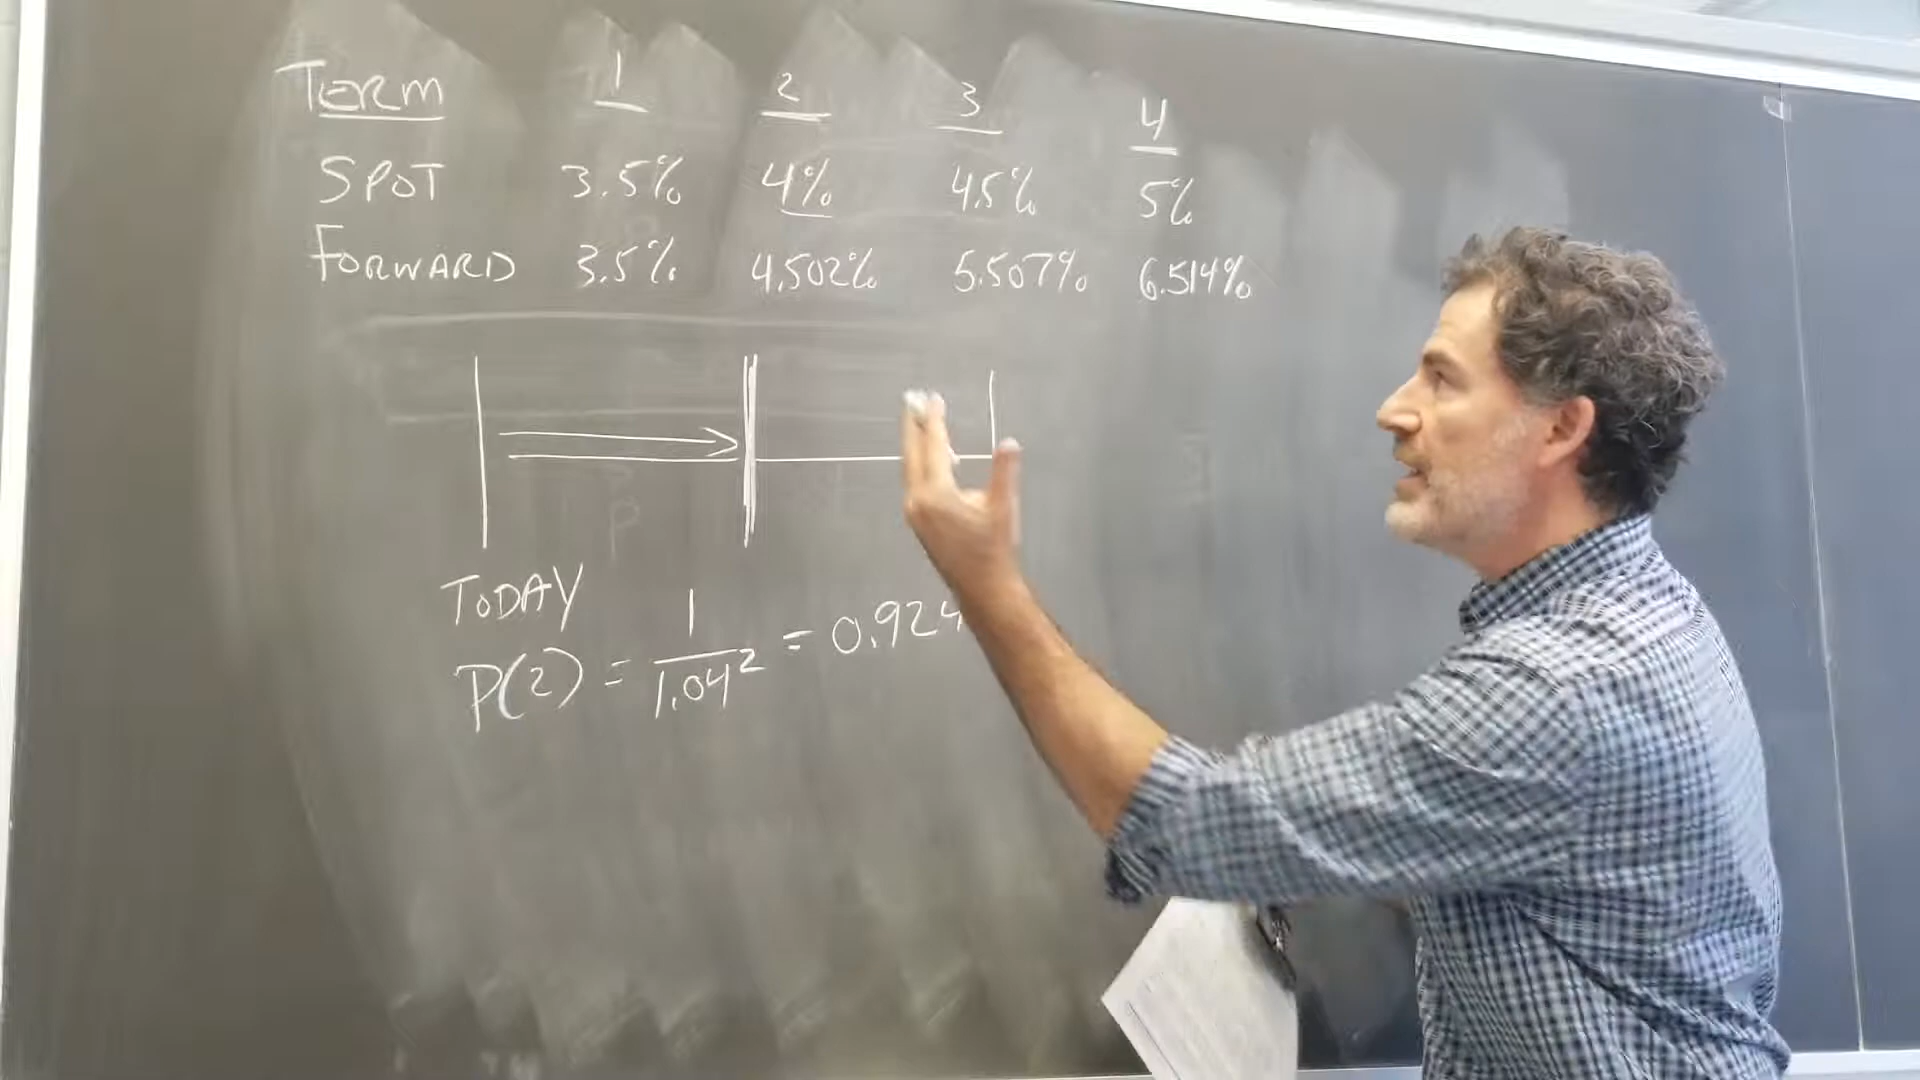 TERM 1 2 3 4
SPOT 3.5% 4% 4.5% 5%
FORWARD 3.5% 4.502% 5.507% 6.514%
TODAY
P(2) = 1/1.04² = 0.924